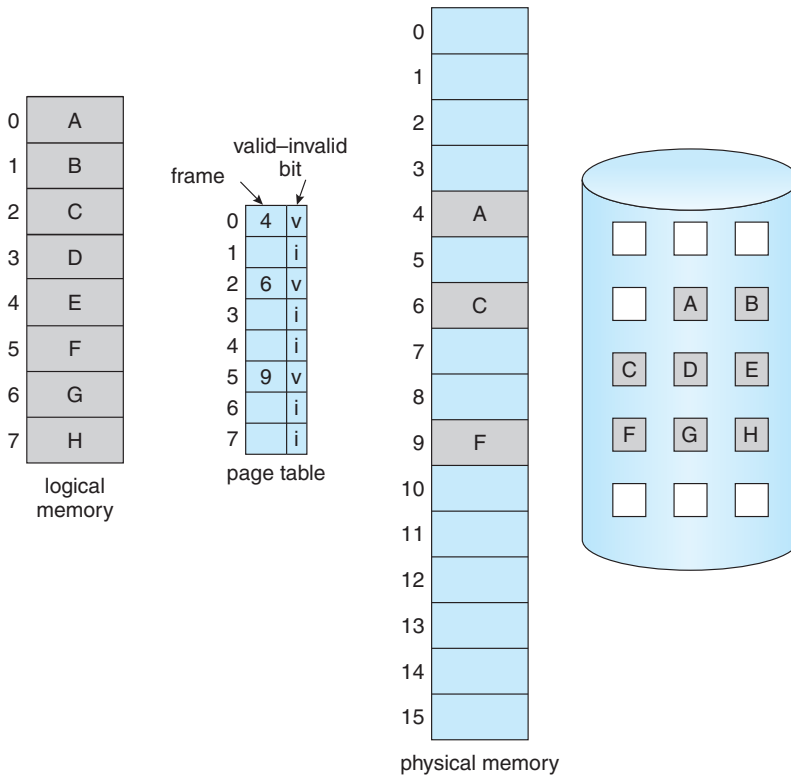 0 A
1 B
2 C
3 D
4 E
5 F
6 G
7 H
logical
memory
valid–invalid
bit
frame
0 4 v
1 i
2 6 v
3 i
4 i
5 9 v
6 i
7 i
page table
0
1
2
3
4 A
5
6 C
7
8
9 F
10
11
12
13
14
15
physical memory
A B
C D E
F G H